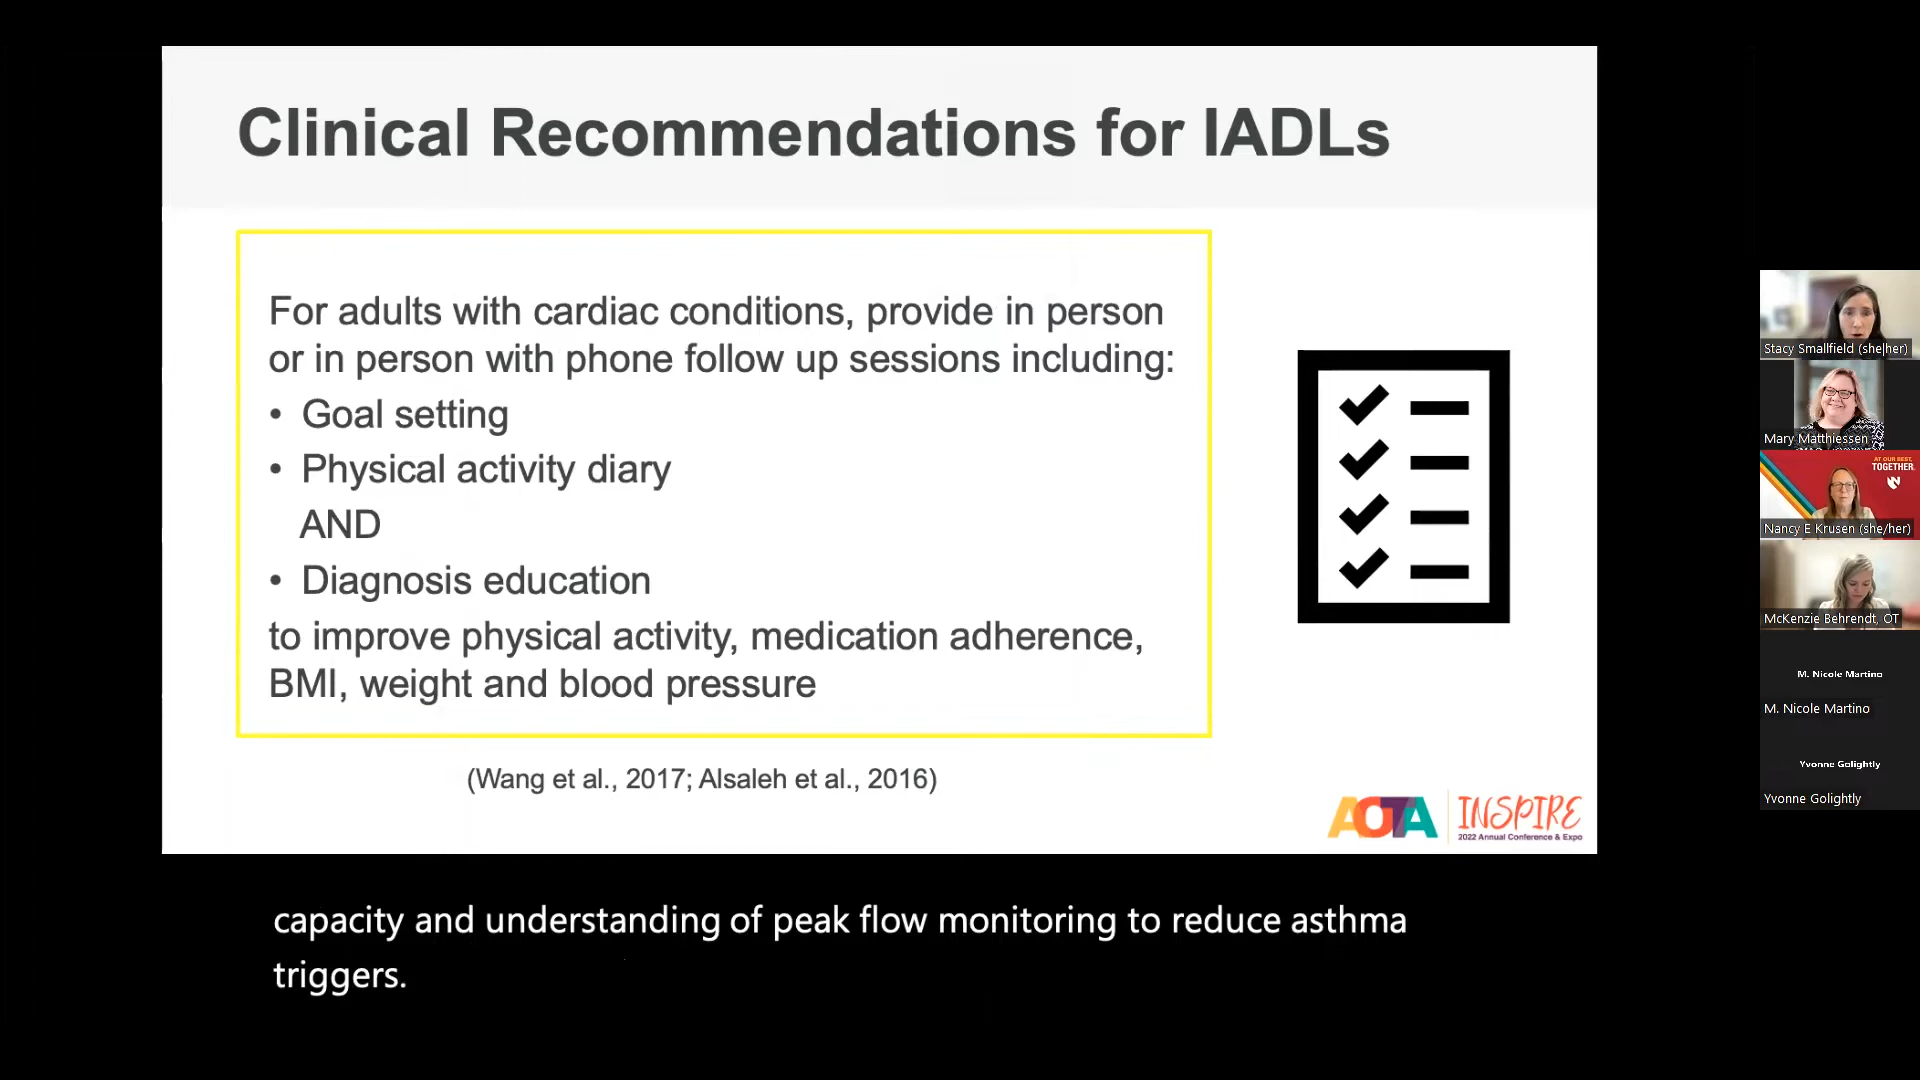 Clinical Recommendations for IADLs
For adults with cardiac conditions, provide in person
or in person with phone follow up sessions including:
• Goal setting
• Physical activity diary
AND
• Diagnosis education
to improve physical activity, medication adherence,
BMI, weight and blood pressure
(Wang et al., 2017; Alsaleh et al., 2016)
AOTA
INSPIRE
2022 Annual Conference & Expo
capacity and understanding of peak flow monitoring to reduce asthma
triggers.
Stacy Smallfield (she|her)
Mary Matthiessen
AT OUR BEST,
TOGETHER.
N
Nancy E Krusen (she/her)
McKenzie Behrendt, OT
M. Nicole Martino
M. Nicole Martino
Yvonne Golightly
Yvonne Golightly